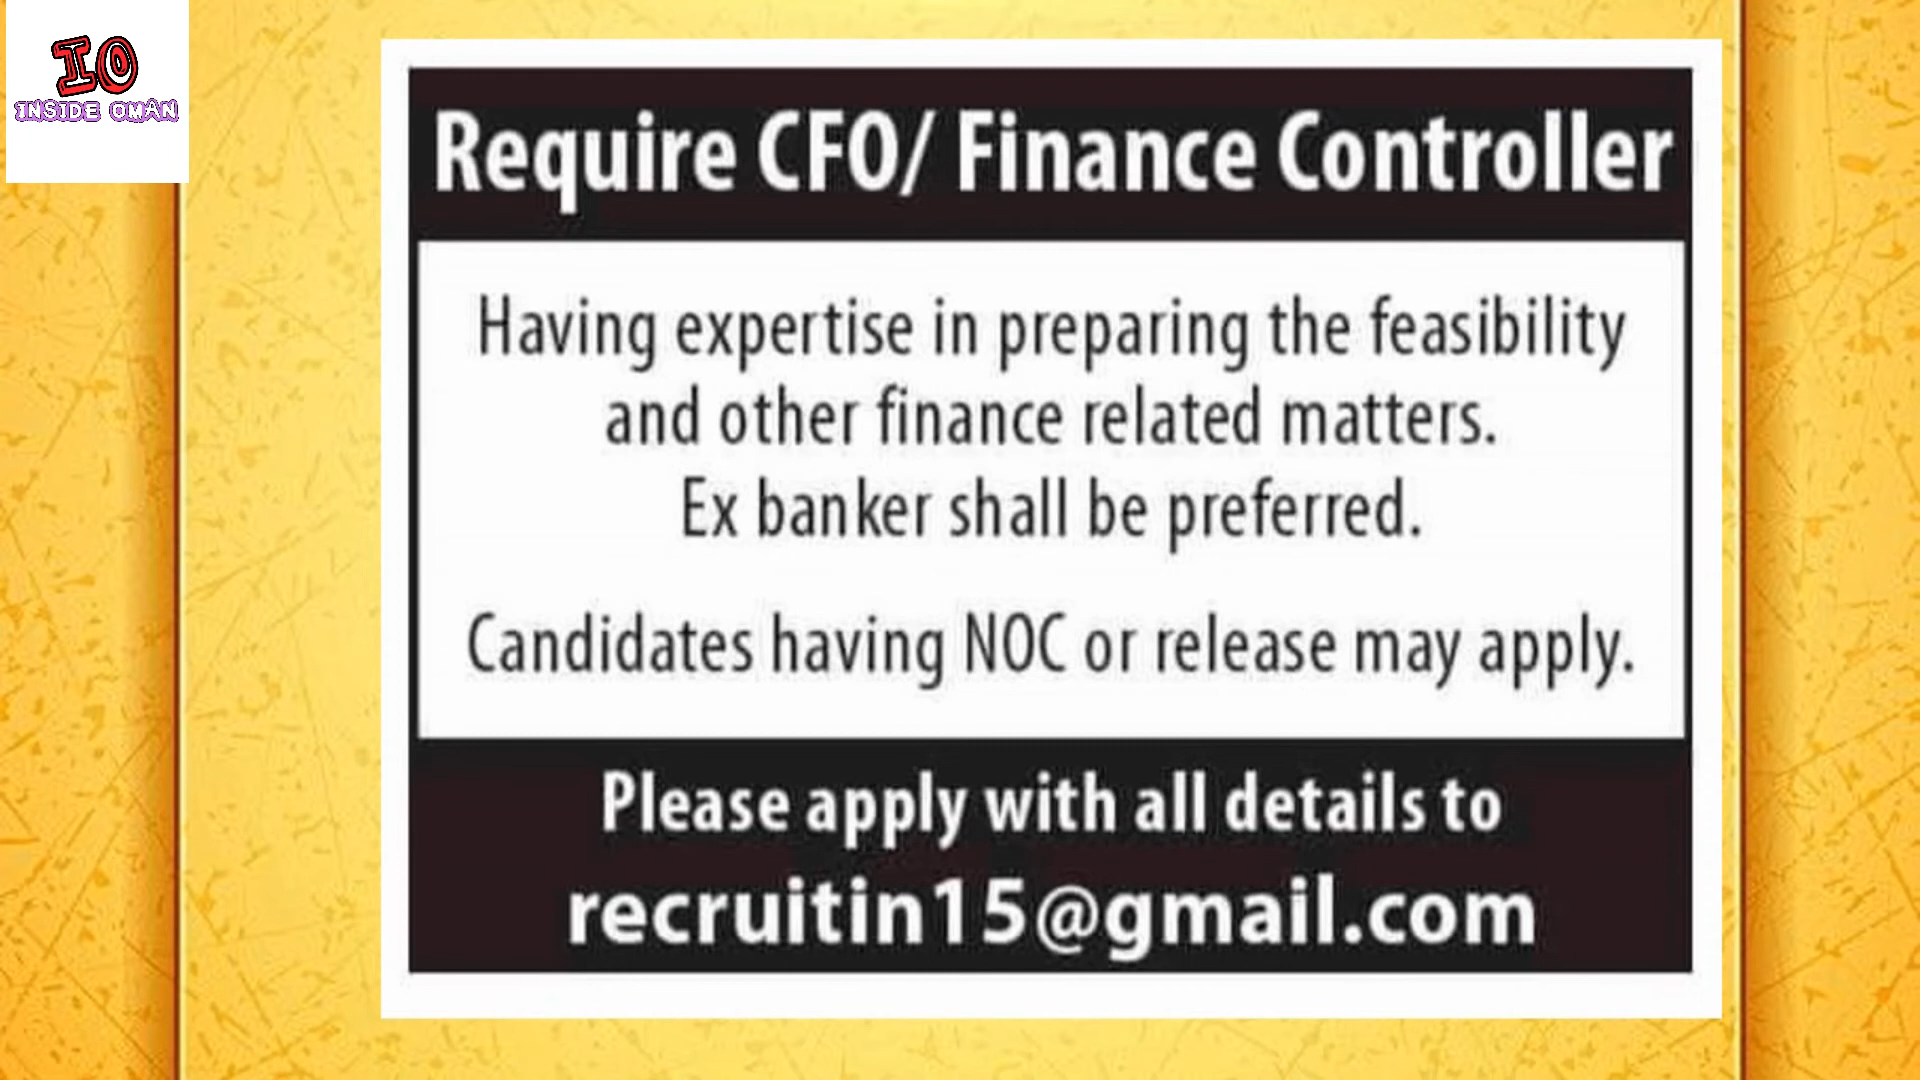 IO
INSIDE OMAN
Require CFO/ Finance Controller
Having expertise in preparing the feasibility
and other finance related matters.
Ex banker shall be preferred.
Candidates having NOC or release may apply.
Please apply with all details to
recruitin15@gmail.com